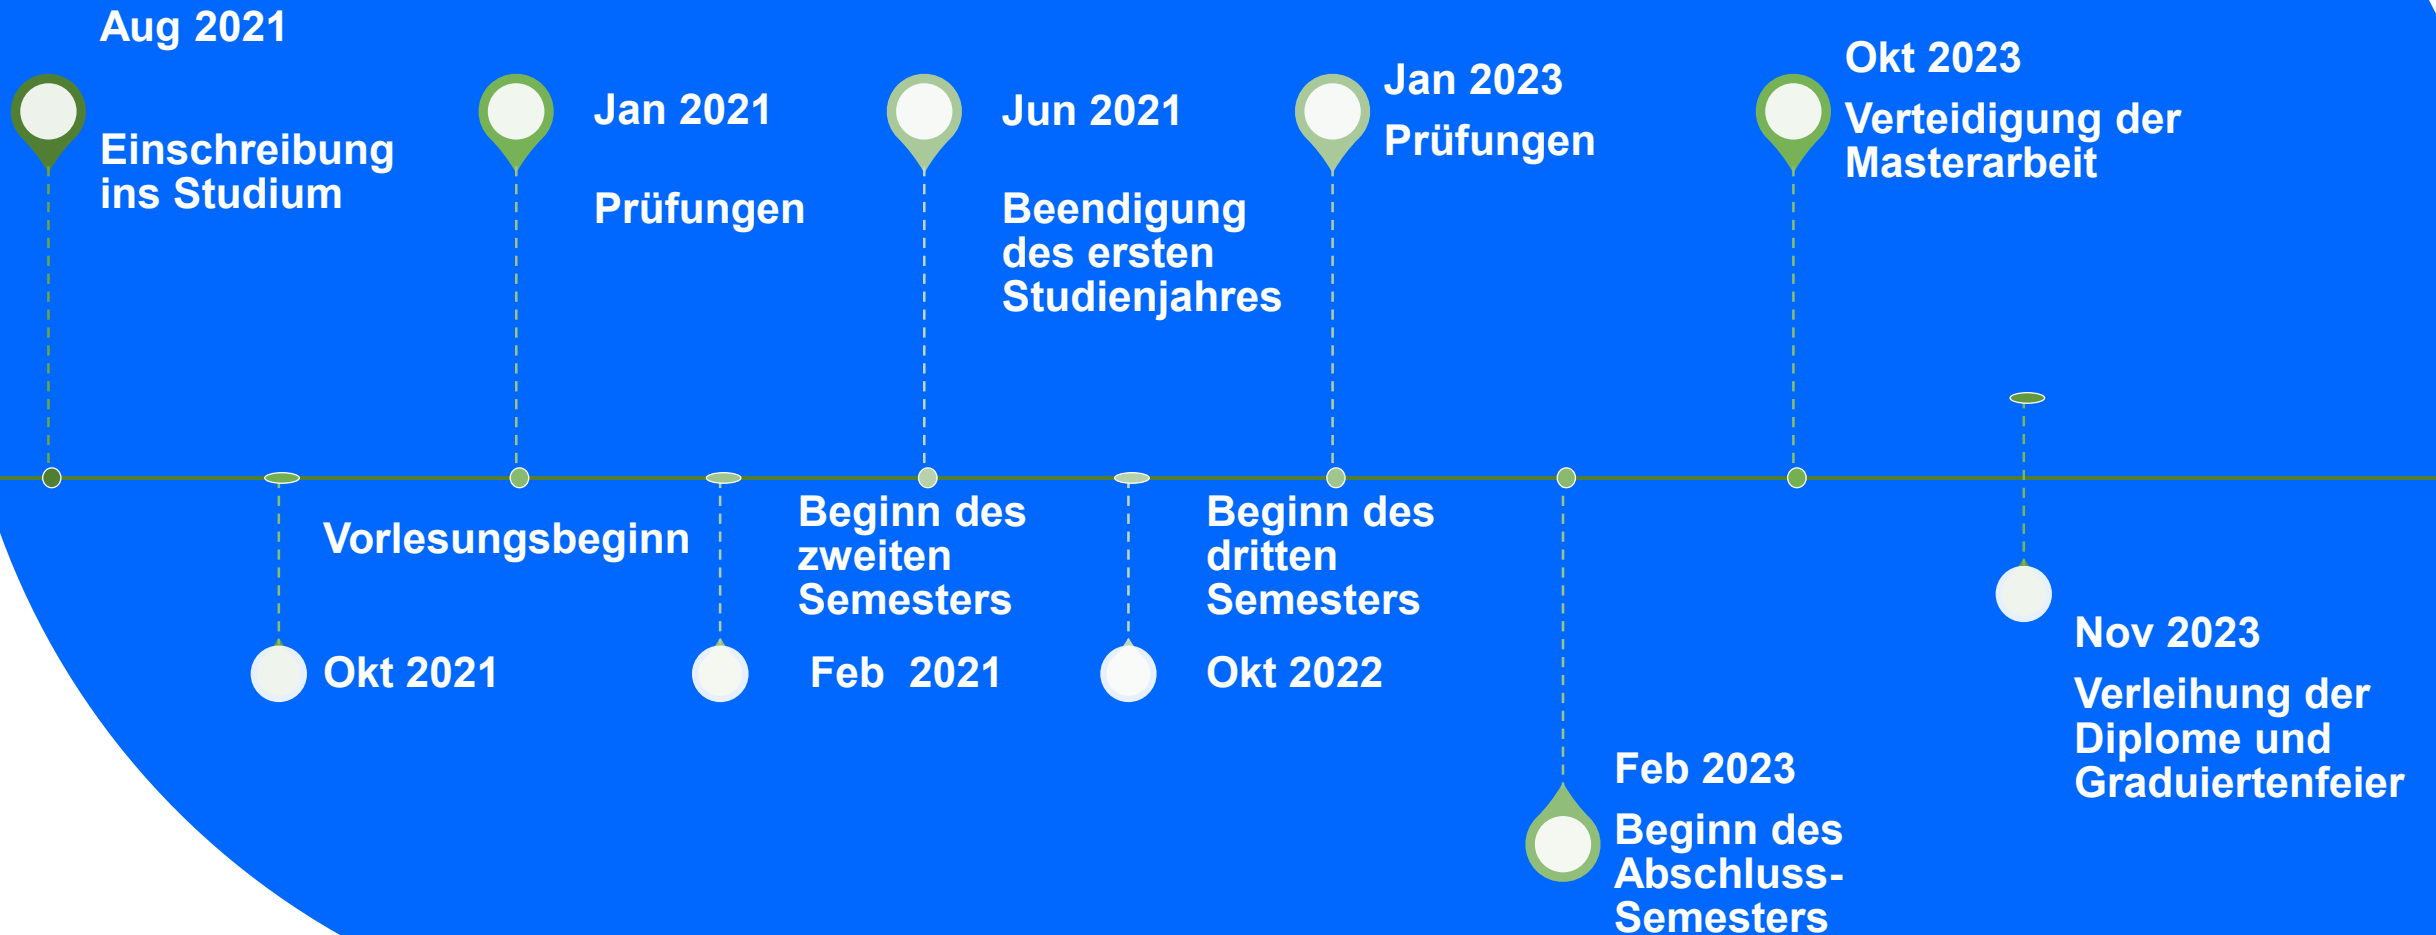 Aug 2021
Einschreibung
ins Studium
Vorlesungsbeginn
Okt 2021
Jan 2021
Prüfungen
Beginn des
zweiten
Semesters
Feb  2021
Jun 2021
Beendigung
des ersten
Studienjahres
Beginn des
dritten
Semesters
Okt 2022
Jan 2023
Prüfungen
Feb 2023
Beginn des
Abschluss-
Semesters
Okt 2023
Verteidigung der
Masterarbeit
Nov 2023
Verleihung der
Diplome und
Graduiertenfeier